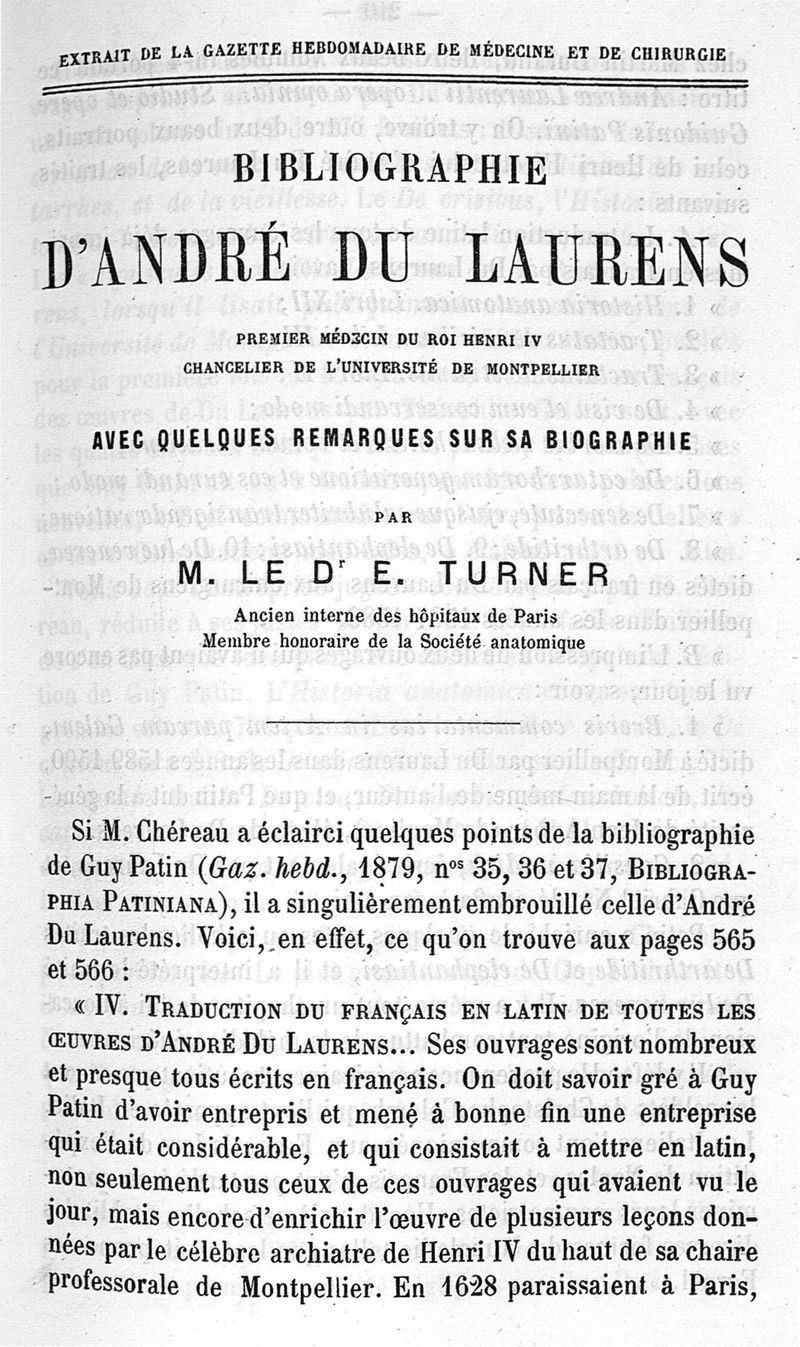 EXTRAIT DE LA GAZETTE HEBDOMADAIRE DE MÉDECINE ET DE CHIRURGIE
BIBLIOGRAPHIE
D'ANDRÉ DU LAURENS
PREMIER MÉDECIN DU ROI HENRI IV
CHANCELIER DE L'UNIVERSITÉ DE MONTPELLIER
AVEC QUELQUES REMARQUES SUR SA BIOGRAPHIE
PAR
M. LE Dr E. TURNER
Ancien interne des hôpitaux de Paris
Membre honoraire de la Société anatomique
Si M. Chéreau a éclairci quelques points de la bibliographie
de Guy Patin (Gaz. hebd., 1879, nos 35, 36 et 37, BIBLIOGRA-
PHIA PATINIANA), il a singulièrement embrouillé celle d'André
Du Laurens. Voici, en effet, ce qu'on trouve aux pages 565
et 566 :
« IV. TRADUCTION DU FRANÇAIS EN LATIN DE TOUTES LES
ŒUVRES D'ANDRÉ DU LAURENS... Ses ouvrages sont nombreux
et presque tous écrits en français. On doit savoir gré à Guy
Patin d'avoir entrepris et mené à bonne fin une entreprise
qui était considérable, et qui consistait à mettre en latin,
non seulement tous ceux de ces ouvrages qui avaient vu le
jour, mais encore d'enrichir l'œuvre de plusieurs leçons don-
nées par le célèbre archiatre de Henri IV du haut de sa chaire
professorale de Montpellier. En 1628 paraissaient à Paris,